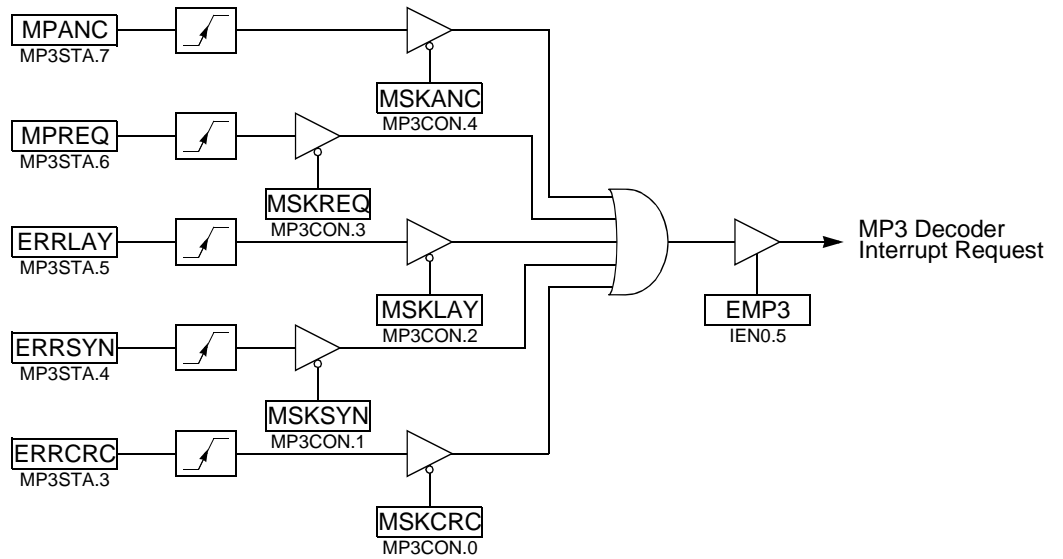 MPANC
MP3STA.7
MSKANC
MP3CON.4
MPREQ
MP3STA.6
MSKREQ
MP3CON.3
ERRLAY
MP3STA.5
MSKLAY
MP3CON.2
ERRSYN
MP3STA.4
MSKSYN
MP3CON.1
ERRCRC
MP3STA.3
MSKCRC
MP3CON.0
EMP3
IEN0.5
MP3 Decoder
Interrupt Request